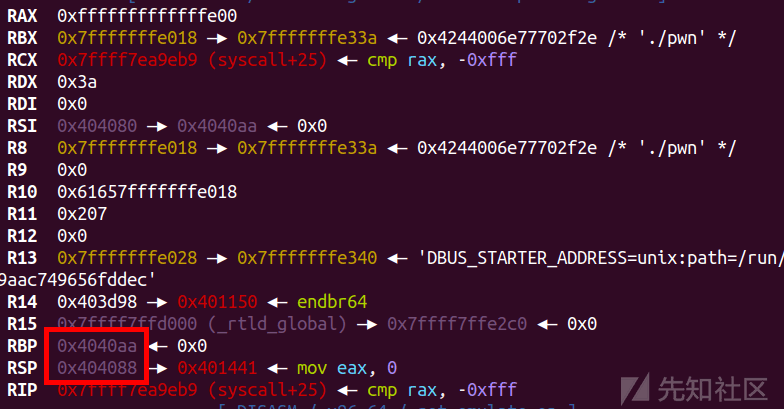 RAX 0xfffffffffffffe00
RBX 0x7fffffffe018 —▸ 0x7fffffffe33a ◂— 0x4244006e77702f2e /* './pwn' */
RCX 0x7ffff7ea9eb9 (syscall+25) ◂— cmp rax, -0xfff
RDX 0x3a
RDI 0x0
RSI 0x404080 —▸ 0x4040aa ◂— 0x0
R8 0x7fffffffe018 —▸ 0x7fffffffe33a ◂— 0x4244006e77702f2e /* './pwn' */
R9 0x0
R10 0x61657fffffffe018
R11 0x207
R12 0x0
R13 0x7fffffffe028 —▸ 0x7fffffffe340 ◂— 'DBUS_STARTER_ADDRESS=unix:path=/run/
9aac749656fddec'
R14 0x403d98 —▸ 0x401150 ◂— endbr64
R15 0x7ffff7ffd000 (_rtld_global) —▸ 0x7ffff7ffe2c0 ◂— 0x0
RBP 0x4040aa ◂— 0x0
RSP 0x404088 —▸ 0x401441 ◂— mov eax, 0
RIP 0x7ffff7ea9eb9 (syscall+25) ◂— cmp rax, -0xfff
先知社区